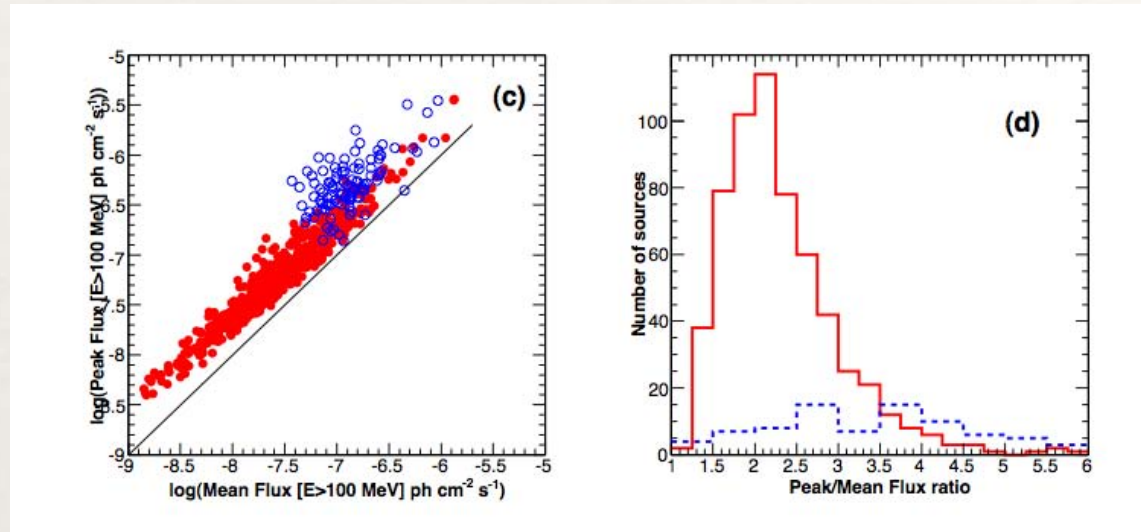 (c)
log(Peak Flux [E>100 MeV] ph cm-2 s-1))
-5
-5.5
-6
-6.5
-7
-7.5
-8
-8.5
-9
-9 -8.5 -8 -7.5 -7 -6.5 -6 -5.5 -5
log(Mean Flux [E>100 MeV] ph cm-2 s-1)
(d)
Number of sources
100
80
60
40
20
0
1 1.5 2 2.5 3 3.5 4 4.5 5 5.5 6
Peak/Mean Flux ratio